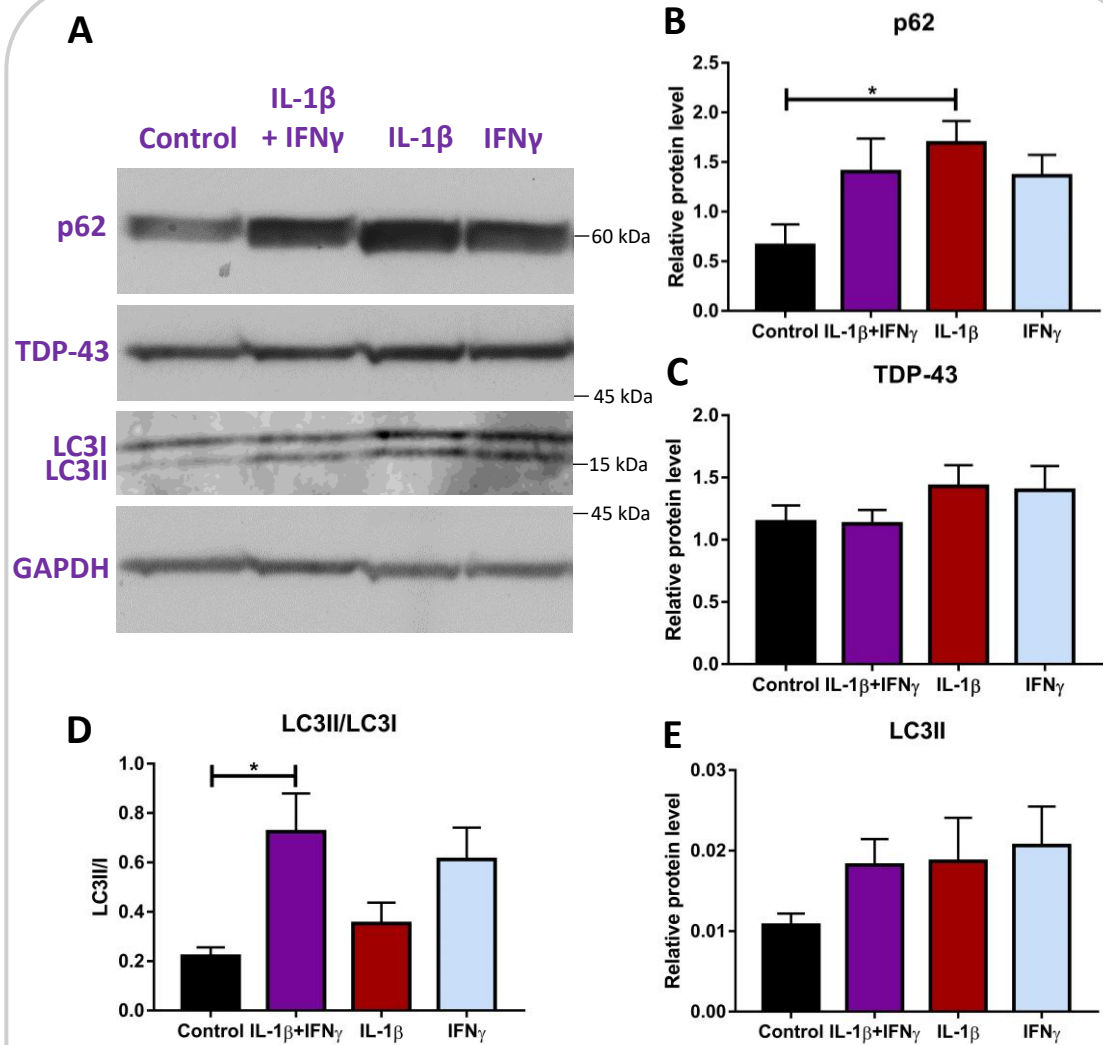 A
Control
IL-1β
+ IFNγ
IL-1β
IFNγ
p62
60 kDa
TDP-43
45 kDa
LC3I
LC3II
15 kDa
45 kDa
GAPDH
B
p62
Relative protein level
2.5
2.0
1.5
1.0
0.5
0.0
*
Control IL-1β+IFNγ IL-1β IFNγ
C
TDP-43
Relative protein level
2.0
1.5
1.0
0.5
0.0
Control IL-1β+IFNγ IL-1β IFNγ
D
LC3II/LC3I
LC3II/I
1.0
0.8
0.6
0.4
0.2
0.0
*
Control IL-1β+IFNγ IL-1β IFNγ
E
LC3II
Relative protein level
0.03
0.02
0.01
0.00
Control IL-1β+IFNγ IL-1β IFNγ